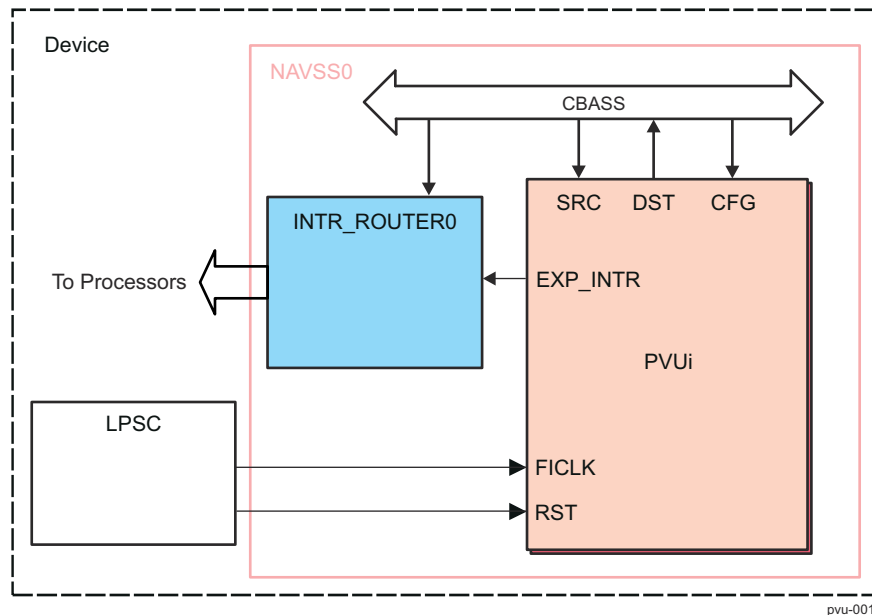 Device
NAVSS0
CBASS
SRC DST CFG
INTR_ROUTER0
EXP_INTR
To Processors
PVUi
LPSC
FICLK
RST
pvu-001